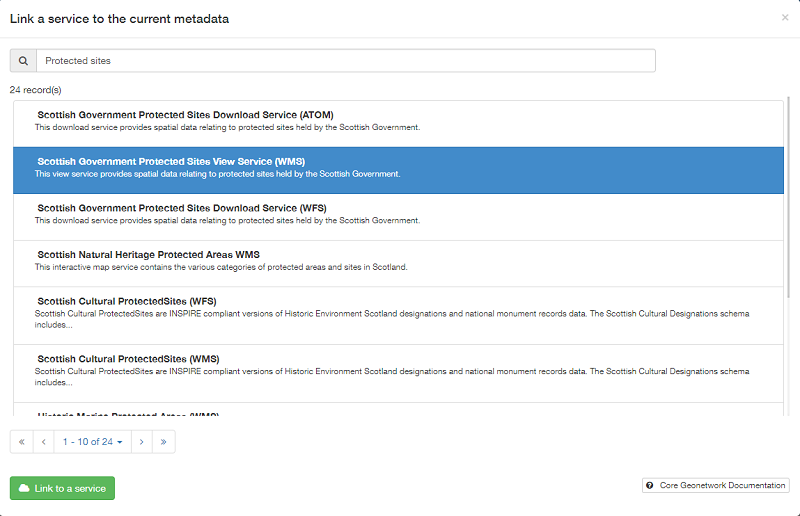 Link a service to the current metadata
×
Protected sites
24 record(s)
Scottish Government Protected Sites Download Service (ATOM)
This download service provides spatial data relating to protected sites held by the Scottish Government.
Scottish Government Protected Sites View Service (WMS)
This view service provides spatial data relating to protected sites held by the Scottish Government.
Scottish Government Protected Sites Download Service (WFS)
This download service provides spatial data relating to protected sites held by the Scottish Government.
Scottish Natural Heritage Protected Areas WMS
This interactive map service contains the various categories of protected areas and sites in Scotland.
Scottish Cultural ProtectedSites (WFS)
Scottish Cultural ProtectedSites are INSPIRE compliant versions of Historic Environment Scotland designations and national monument records data. The Scottish Cultural Designations schema
includes...
Scottish Cultural ProtectedSites (WMS)
Scottish Cultural ProtectedSites are INSPIRE compliant versions of Historic Environment Scotland designations and national monument records data. The Scottish Cultural Designations schema
includes...
Historic Marine Protected Areas (WMS)
« ‹ 1 - 10 of 24 › »
Link to a service
Core Geonetwork Documentation